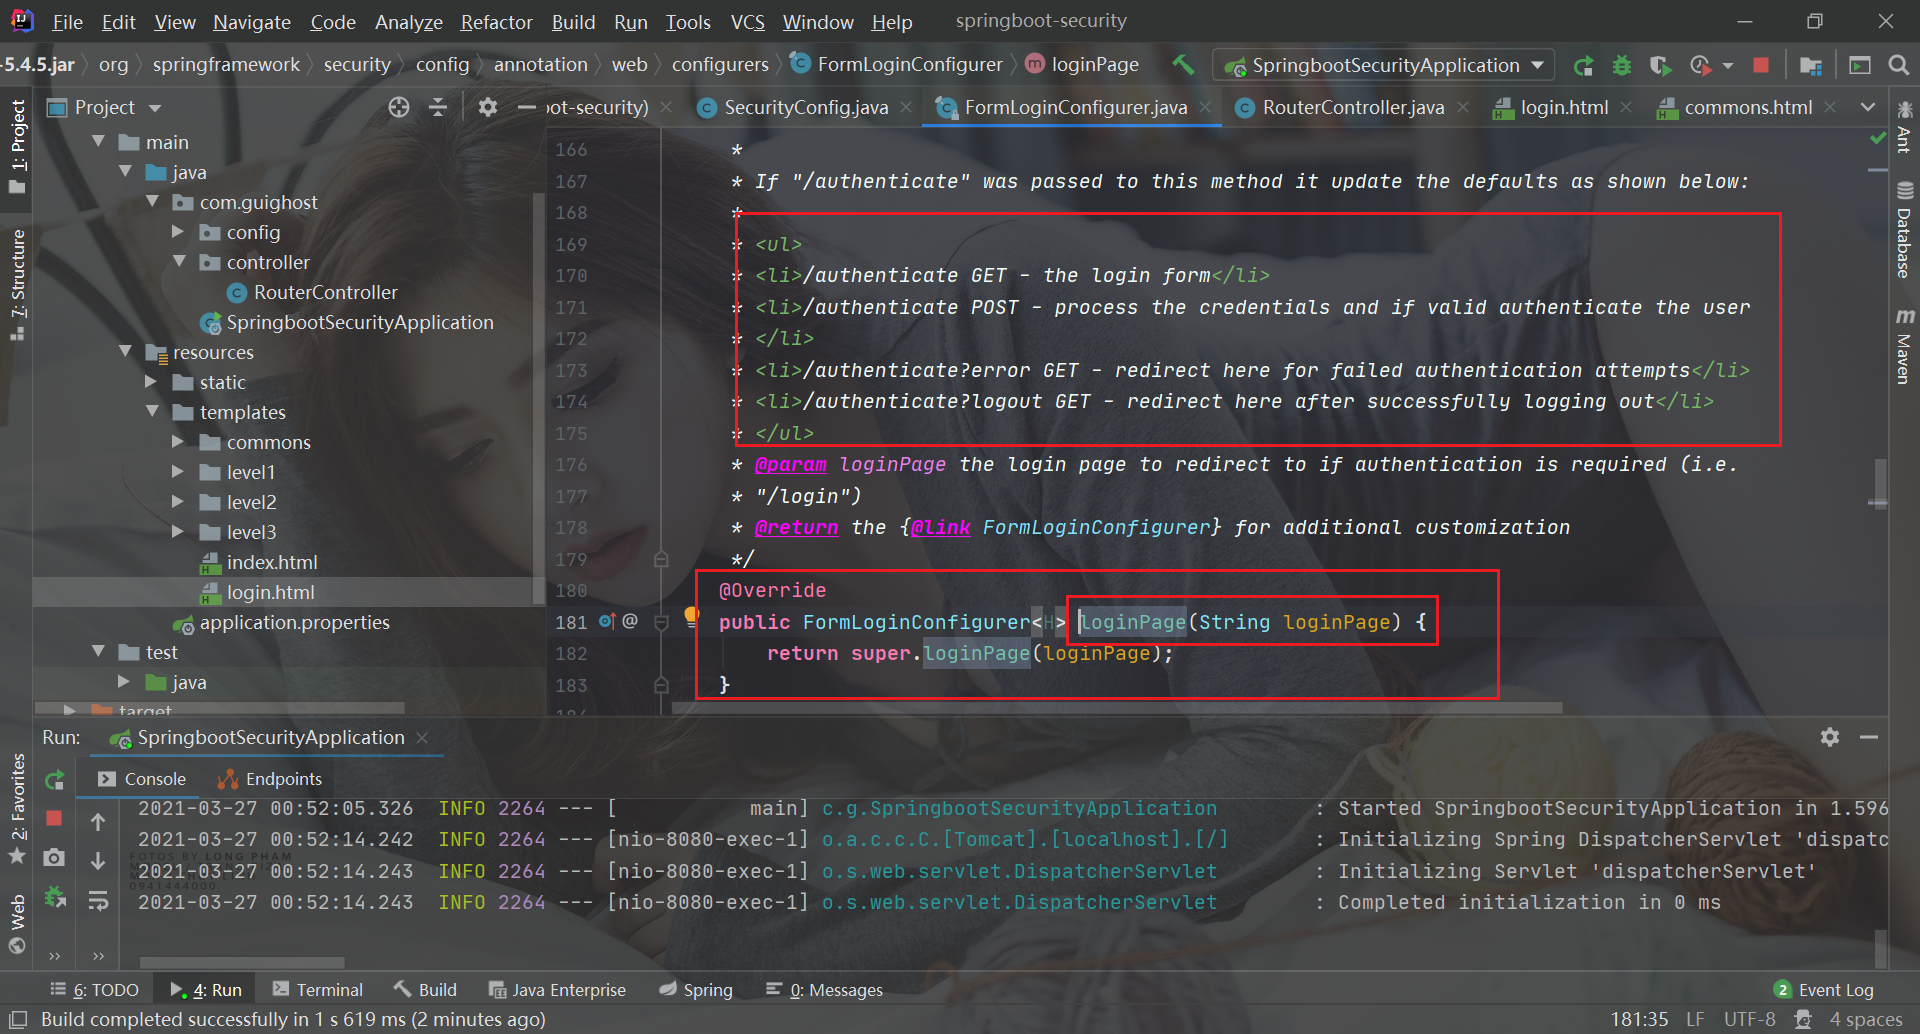 File Edit View Navigate Code Analyze Refactor Build Run Tools VCS Window Help springboot-security
-5.4.5.jar org springframework security config annotation web configurers FormLoginConfigurer loginPage SpringbootSecurityApplication
1: Project
7: Structure
2: Favorites
Web
Project
main
java
com.guighost
config
controller
RouterController
SpringbootSecurityApplication
resources
static
templates
commons
level1
level2
level3
index.html
login.html
application.properties
test
java
target
oot-security) SecurityConfig.java FormLoginConfigurer.java RouterController.java login.html commons.html
166 *
167 * If "/authenticate" was passed to this method it update the defaults as shown below:
168 *
169 * <ul>
170 * <li>/authenticate GET - the login form</li>
171 * <li>/authenticate POST - process the credentials and if valid authenticate the user
172 * </li>
173 * <li>/authenticate?error GET - redirect here for failed authentication attempts</li>
174 * <li>/authenticate?logout GET - redirect here after successfully logging out</li>
175 * </ul>
176 * @param loginPage the login page to redirect to if authentication is required (i.e.
177 * "/login")
178 * @return the {@link FormLoginConfigurer} for additional customization
179 */
180 @Override
181 public FormLoginConfigurer<H> loginPage(String loginPage) {
182 return super.loginPage(loginPage);
183 }
Ant
Database
Maven
Run: SpringbootSecurityApplication
Console Endpoints
2021-03-27 00:52:05.326 INFO 2264 --- [ main] c.g.SpringbootSecurityApplication : Started SpringbootSecurityApplication in 1.596
2021-03-27 00:52:14.242 INFO 2264 --- [nio-8080-exec-1] o.a.c.c.C.[Tomcat].[localhost].[/] : Initializing Spring DispatcherServlet 'dispatc
FOTOS BY LONG PHAM
2021-03-27 00:52:14.243 INFO 2264 --- [nio-8080-exec-1] o.s.web.servlet.DispatcherServlet : Initializing Servlet 'dispatcherServlet'
0941444000
2021-03-27 00:52:14.243 INFO 2264 --- [nio-8080-exec-1] o.s.web.servlet.DispatcherServlet : Completed initialization in 0 ms
6: TODO 4: Run Terminal Build Java Enterprise Spring 0: Messages 2 Event Log
Build completed successfully in 1 s 619 ms (2 minutes ago) 181:35 LF UTF-8 4 spaces